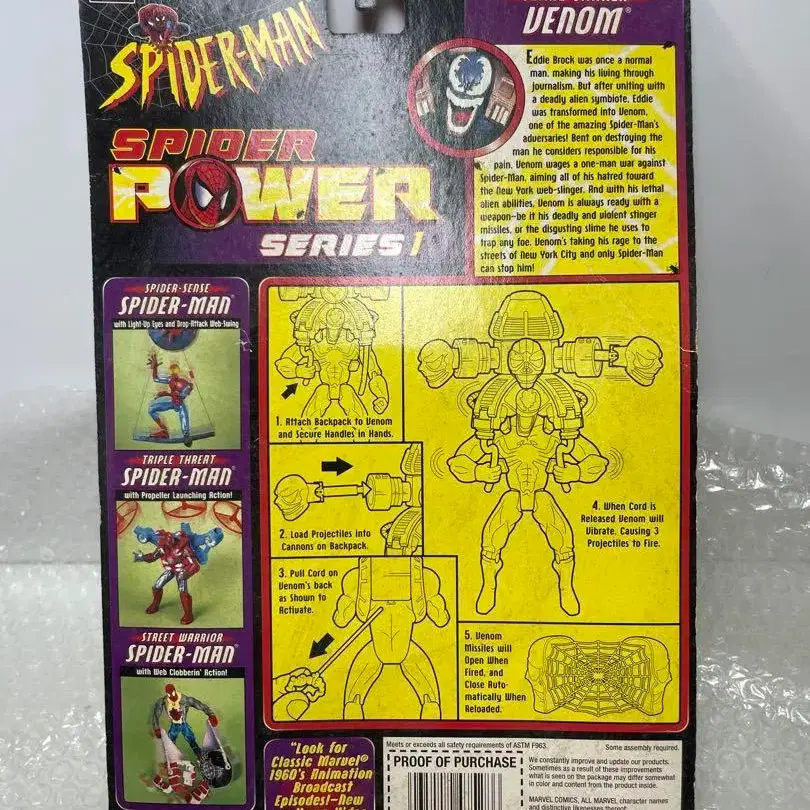 SPIDER-MAN
SPIDER
POWER
SERIES 1
VENOM®
Eddie Brock was once a normal
man, making his living through
journalism. But after uniting with
a deadly alien symbiote, Eddie
was transformed into Venom,
one of the amazing Spider-Man's
adversaries! Bent on destroying the
man he considers responsible for his
pain, Venom wages a one-man war against
Spider-Man, aiming all of his hatred toward
the New York web-slinger. And with his lethal
alien abilities, Venom is always ready with a
weapon-be it his deadly and violent stinger
missiles, or the disgusting slime he uses to
trap any foe. Venom's taking his rage to the
streets of New York City and only Spider-Man
can stop him!
SPIDER-SENSE
SPIDER-MAN®
with Light-Up Eyes and Drop-Attack Web-Swing
TRIPLE THREAT
SPIDER-MAN®
with Propeller Launching Action!
STREET WARRIOR
SPIDER-MAN®
with Web Clobberin' Action!
1. Attach Backpack to Venom
and Secure Handles in Hands.
2. Load Projectiles into
Cannons on Backpack.
3. Pull Cord on
Venom's back
as Shown to
Activate.
4. When Cord is
Released Venom will
Vibrate, Causing 3
Projectiles to Fire.
5. Venom
Missiles will
Open When
Fired, and
Close Auto-
matically When
Reloaded.
"Look for
Classic Marvel®
1960's Animation
Broadcast
Episodes!-New
Meets or exceeds all safety requirements of ASTM F963.
Some assembly required.
PROOF OF PURCHASE
We constantly improve and update our products.
Sometimes as a result of these improvements
what is seen on the package may differ somewhat
in color and content from the product inside.
MARVEL COMICS, ALL MARVEL character names
and distinctive likenesses thereof